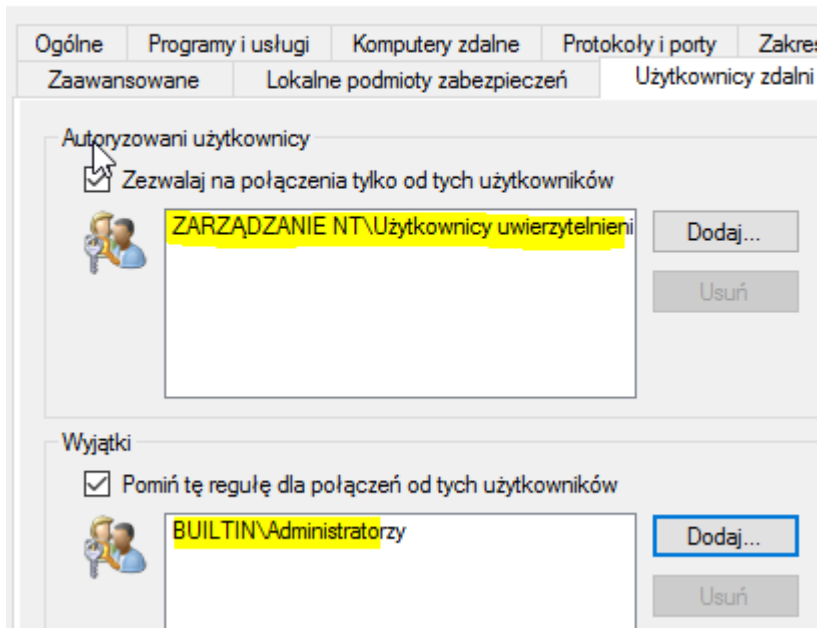 Ogólne Programy i usługi Komputery zdalne Protokoły i porty Zakres
Zaawansowane Lokalne podmioty zabezpieczeń Użytkownicy zdalni
Autoryzowani użytkownicy
Zezwalaj na połączenia tylko od tych użytkowników
ZARZĄDZANIE NT\Użytkownicy uwierzytelnieni
Dodaj...
Usuń
Wyjątki
Pomiń tę regułę dla połączeń od tych użytkowników
BUILTIN\Administratorzy
Dodaj...
Usuń